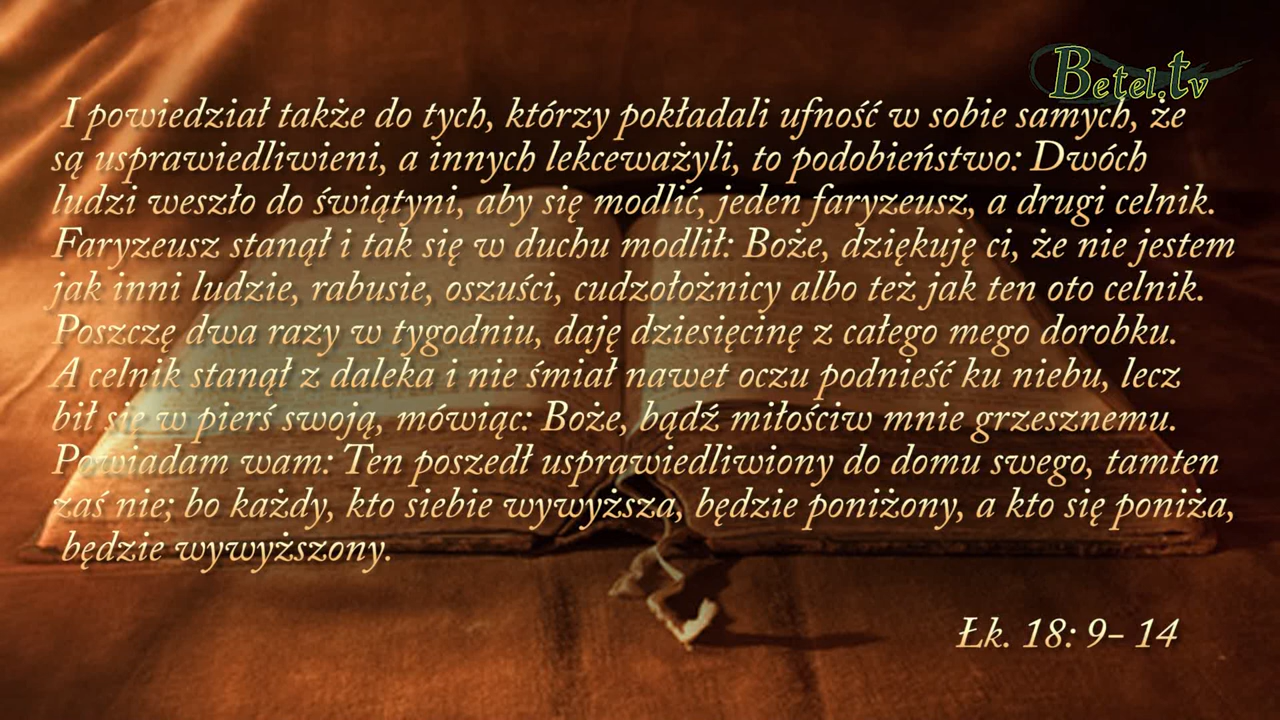 Betel.tv
I powiedział także do tych, którzy pokładali ufność w sobie samych, że
są usprawiedliwieni, a innych lekceważyli, to podobieństwo: Dwóch
ludzi weszło do świątyni, aby się modlić, jeden faryzeusz, a drugi celnik.
Faryzeusz stanął i tak się w duchu modlił: Boże, dziękuję ci, że nie jestem
jak inni ludzie, rabusie, oszuści, cudzołożnicy albo też jak ten oto celnik.
Poszczę dwa razy w tygodniu, daję dziesięcinę z całego mego dorobku.
A celnik stanął z daleka i nie śmiał nawet oczu podnieść ku niebu, lecz
bił się w pierś swoją, mówiąc: Boże, bądź miłościw mnie grzesznemu.
Powiadam wam: Ten poszedł usprawiedliwiony do domu swego, tamten
zaś nie; bo każdy, kto siebie wywyższa, będzie poniżony, a kto się poniża,
będzie wywyższony.
Łk. 18: 9- 14